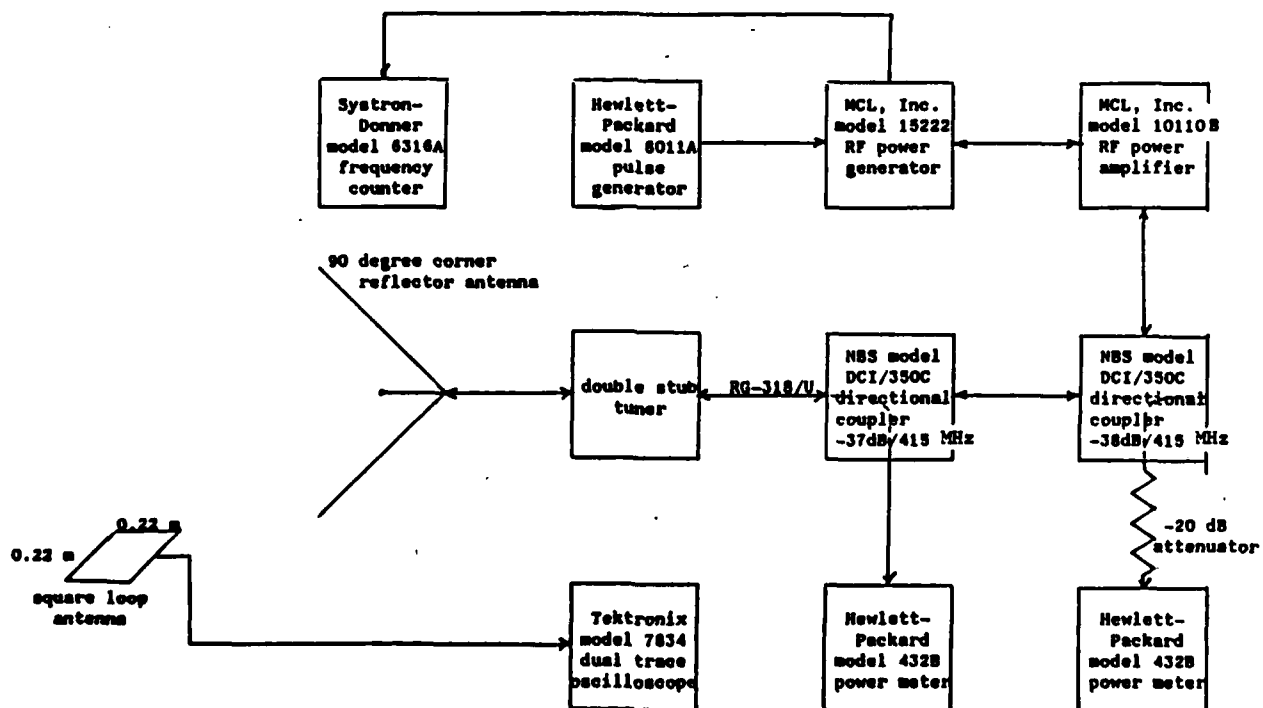 Systron-
Donner
model 6316A
frequency
counter
Hewlett-
Packard
model 8011A
pulse
generator
MCL, Inc.
model 15222
RF power
generator
MCL, Inc.
model 10110B
RF power
amplifier
90 degree corner
reflector antenna
double stub
tuner
RG-318/U
NBS model
DCI/350C
directional
coupler
-37dB/415 MHz
NBS model
DCI/350C
directional
coupler
-38dB/415 MHz
-20 dB
attenuator
0.22 m
0.22 m
square loop
antenna
Tektronix
model 7834
dual trace
oscilloscope
Hewlett-
Packard
model 432B
power meter
Hewlett-
Packard
model 432B
power meter